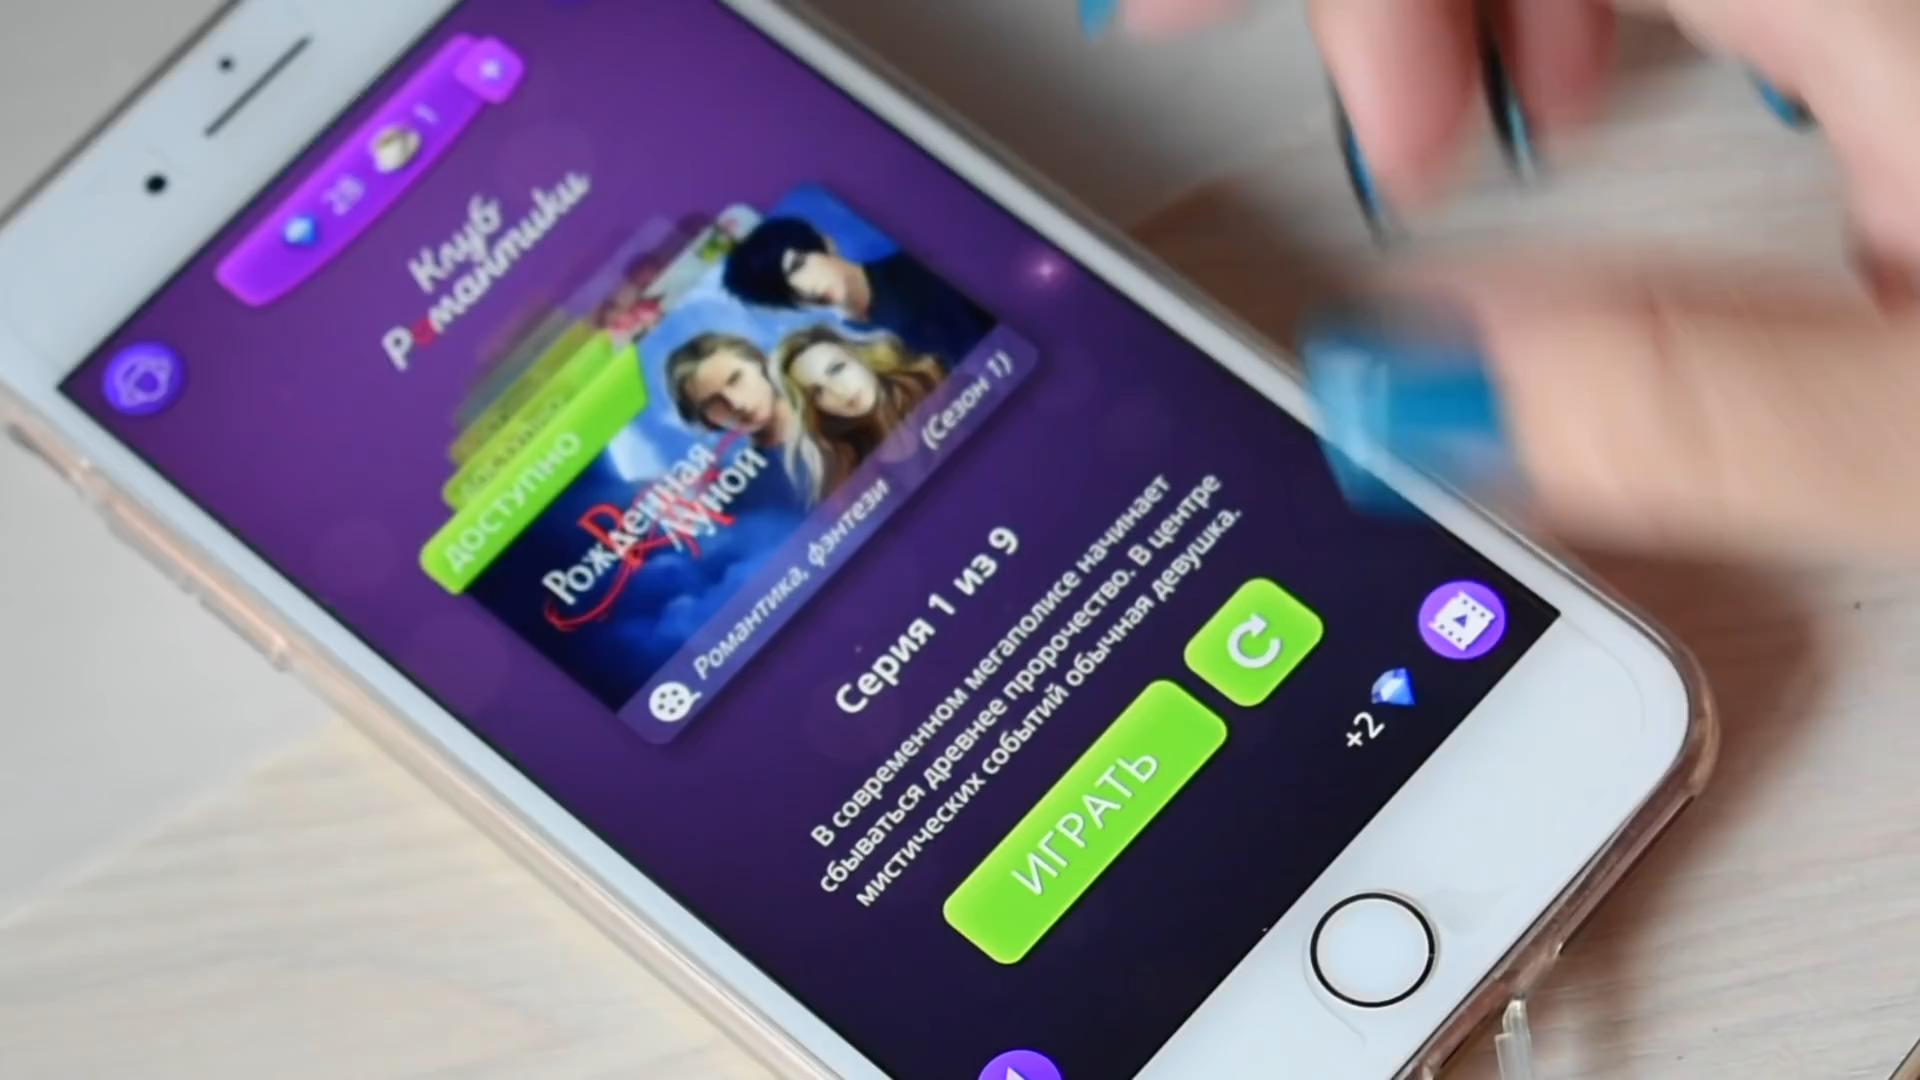 28 1
Клуб
Романтики
ДОСТУПНО
Рожденная
Луной
Романтика, фэнтези (Сезон 1)
Серия 1 из 9
В современном мегаполисе начинает
сбываться древнее пророчество. В центре
мистических событий обычная девушка.
ИГРАТЬ
+2